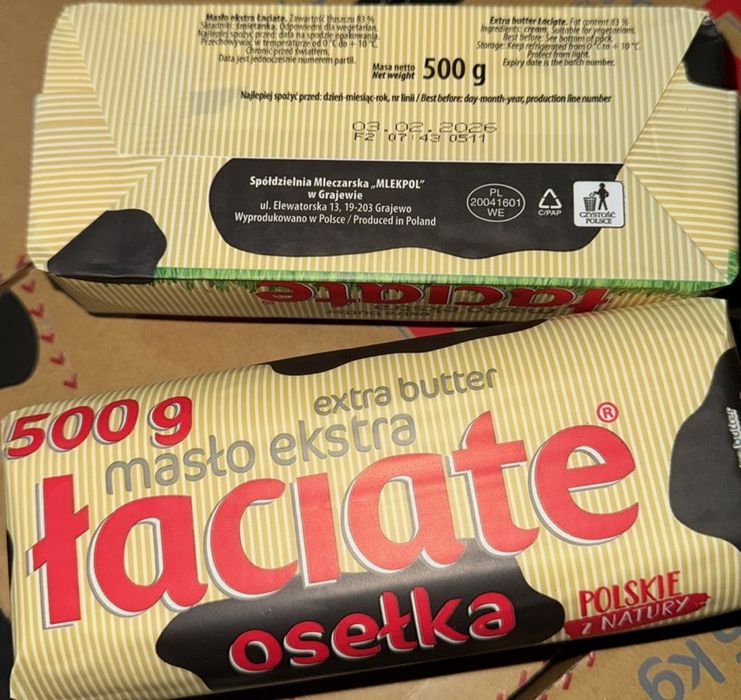 Masło ekstra Łaciate. Zawartość tłuszczu 83 %
Składniki: śmietanka. Odpowiedni dla wegetarian.
Najlepiej spożyć przed: data na spodzie opakowania.
Przechowywać w temperaturze od 0 °C do + 10 °C.
Chronić przed światłem.
Data jest jednocześnie numerem partii.
Masa netto
Net weight 500 g
Extra butter Łaciate. Fat content 83 %
Ingredients: cream. Suitable for vegetarians.
Best before: See bottom of pack.
Storage: Keep refrigerated from 0 °C to + 10 °C.
Protect from light.
Expiry date is the batch number.
Najlepiej spożyć przed: dzień-miesiąc-rok, nr linii / Best before: day-month-year, production line number
03.02.2026
F2 07:43 0511
Spółdzielnia Mleczarska „MLEKPOL”
w Grajewie
ul. Elewatorska 13, 19-203 Grajewo
Wyprodukowano w Polsce / Produced in Poland
PL
20041601
WE
C/PAP
CZYSTOŚĆ
POLSCE
łaciate
500 g
extra butter
masło ekstra
łaciate®
osełka
POLSKIE
Z NATURY
butter
kg